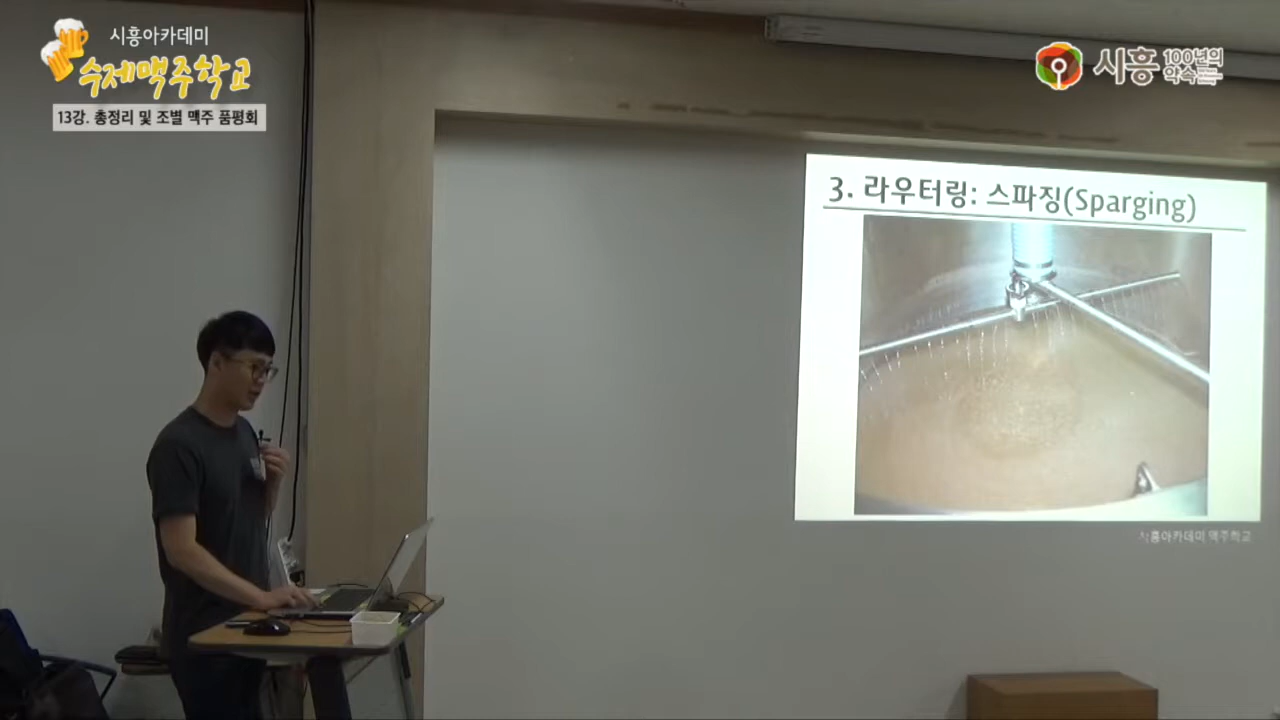 시흥아카데미
수제맥주학교
13강. 총정리 및 조별 맥주 품평회
시흥 100년의
약속
3. 라우터링: 스파징(Sparging)
시흥아카데미 맥주학교